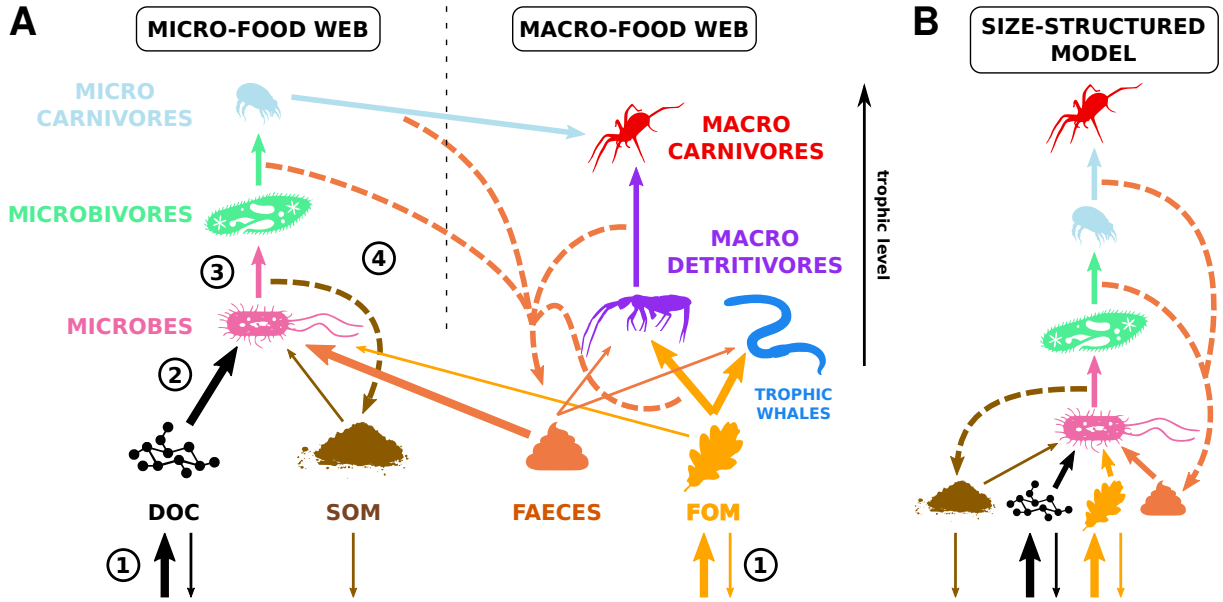 A
MICRO-FOOD WEB
MACRO-FOOD WEB
B
SIZE-STRUCTURED
MODEL
MICRO
CARNIVORES
MACRO
CARNIVORES
MICROBIVORES
MACRO
DETRITIVORES
trophic level
3
4
MICROBES
2
TROPHIC
WHALES
DOC
SOM
FAECES
FOM
1
1